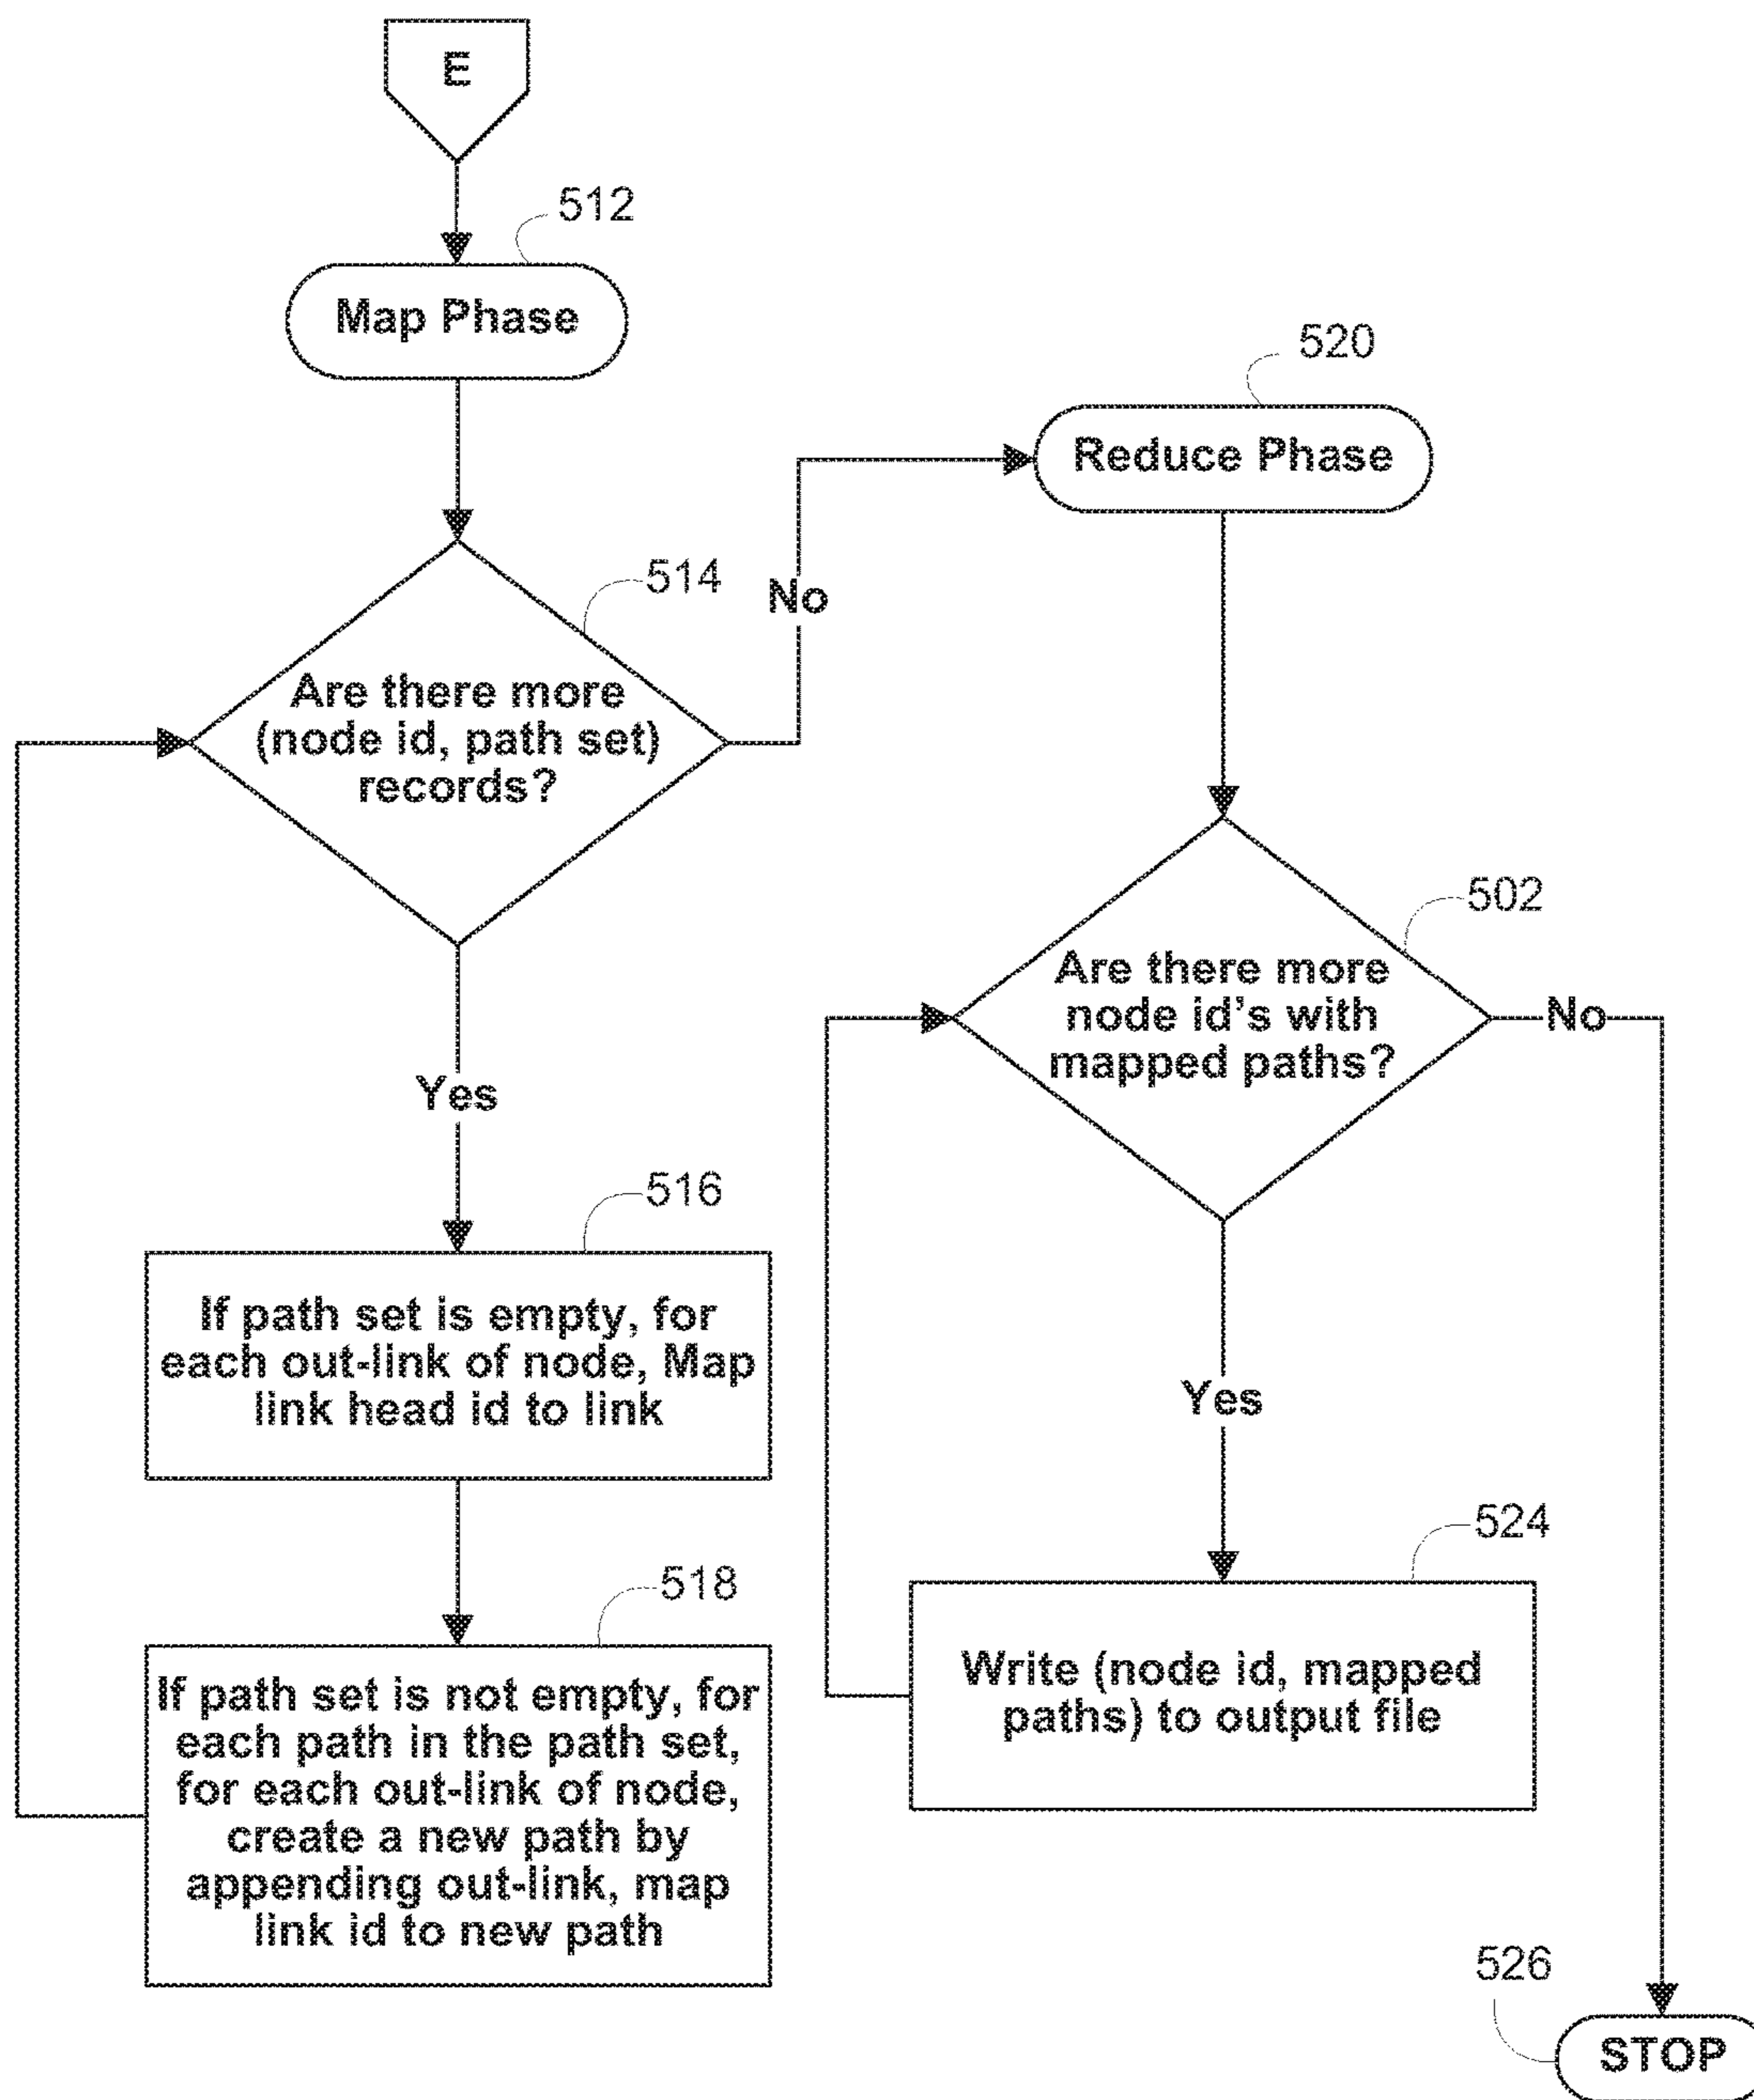 E
512
Map Phase
520
Reduce Phase
514
No
Are there more
(node id, path set)
records?
502
Are there more
node id's with
mapped paths?
No
Yes
516
If path set is empty, for
each out-link of node, Map
link head id to link
Yes
524
518
If path set is not empty, for
each path in the path set,
for each out-link of node,
create a new path by
appending out-link, map
link id to new path
Write (node id, mapped
paths) to output file
526
STOP